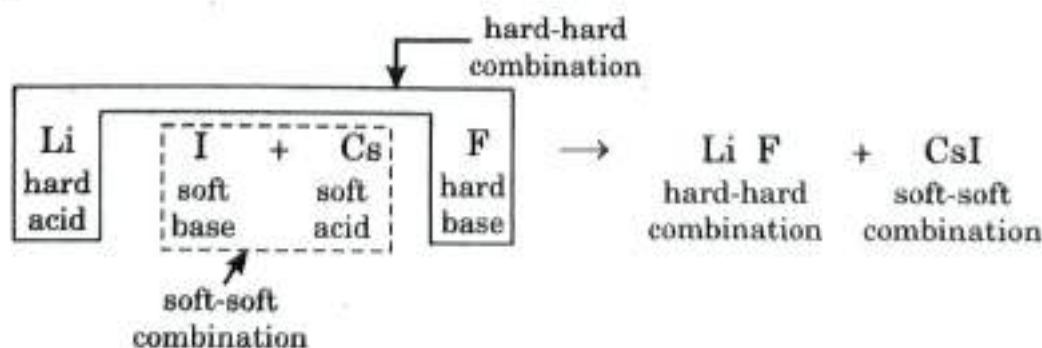 hard-hard
combination
Li I + Cs F → Li F + CsI
hard soft soft hard hard-hard soft-soft
acid base acid base combination combination
soft-soft
combination